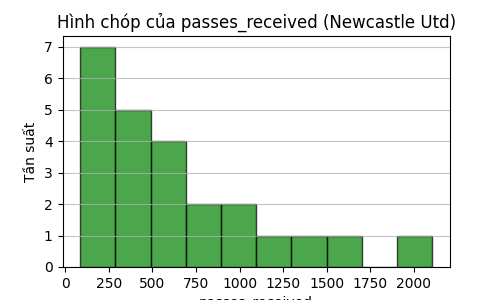 Hình chóp của passes_received (Newcastle Utd)
7
6
5
4
3
2
1
0
Tần suất
0 250 500 750 1000 1250 1500 1750 2000
passes_received